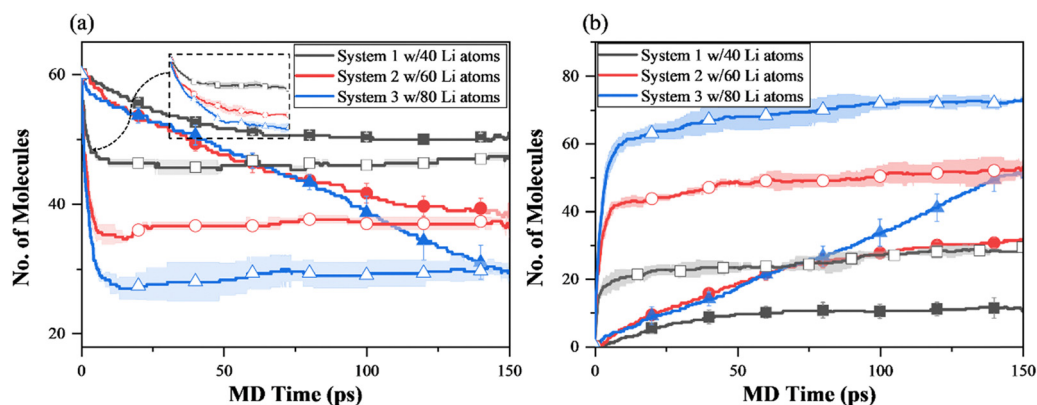 (a)
System 1 w/40 Li atoms
System 2 w/60 Li atoms
System 3 w/80 Li atoms
60
40
20
No. of Molecules
0
50
100
150
MD Time (ps)
(b)
System 1 w/40 Li atoms
System 2 w/60 Li atoms
System 3 w/80 Li atoms
80
60
40
20
0
No. of Molecules
0
50
100
150
MD Time (ps)